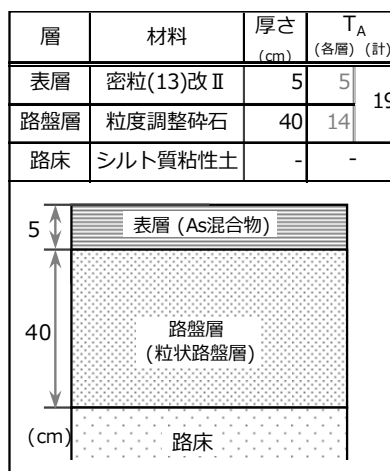 層 材料 厚さ (cm) TA (各層) (計)
表層 密粒(13)改Ⅱ 5 5 19
路盤層 粒度調整砕石 40 14
路床 シルト質粘性土 - -
5 表層 (As混合物)
40 路盤層
(粒状路盤層)
(cm) 路床